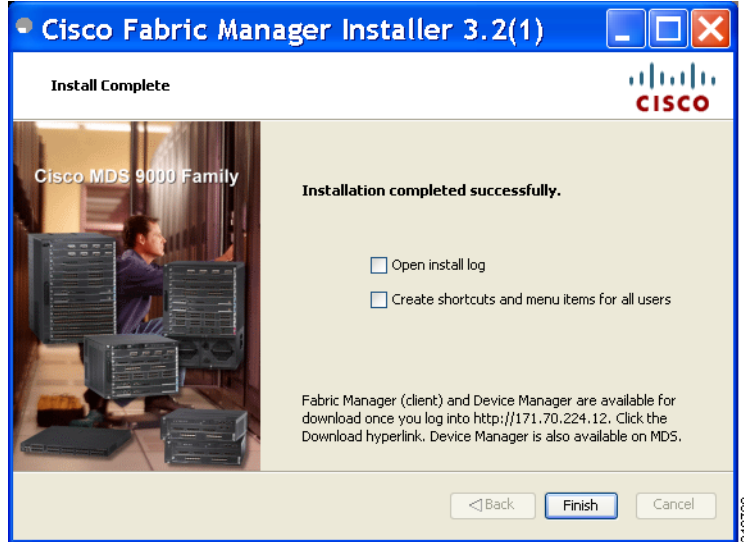 Cisco Fabric Manager Installer 3.2(1)
Install Complete
CISCO
Cisco MDS 9000 Family
Installation completed successfully.
Open install log
Create shortcuts and menu items for all users
Fabric Manager (client) and Device Manager are available for
download once you log into http://171.70.224.12. Click the
Download hyperlink. Device Manager is also available on MDS.
Back
Finish
Cancel